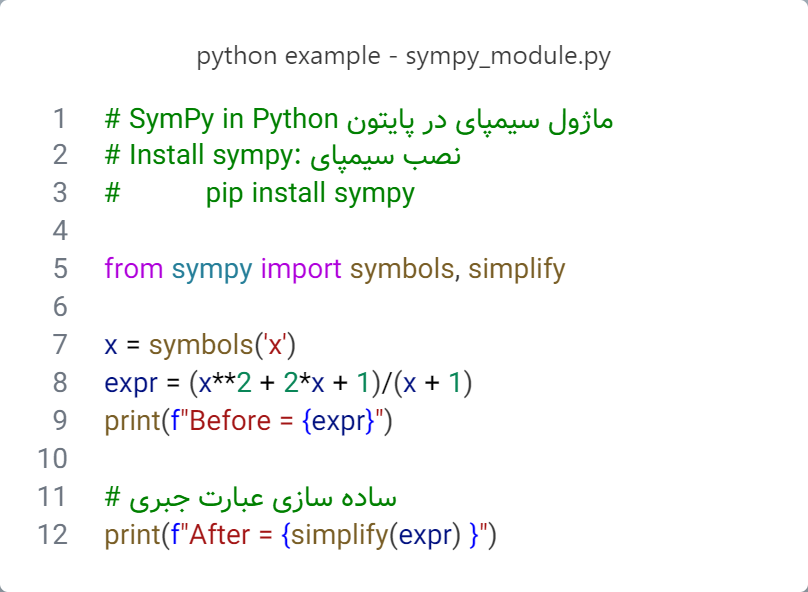 python example - sympy_module.py
1 # SymPy in Python ماژول سیمپای در پایتون
2 # Install sympy: نصب سیمپای
3 #          pip install sympy
4
5 from sympy import symbols, simplify
6
7 x = symbols('x')
8 expr = (x**2 + 2*x + 1)/(x + 1)
9 print(f"Before = {expr}")
10
11 # ساده سازی عبارت جبری
12 print(f"After = {simplify(expr) }")